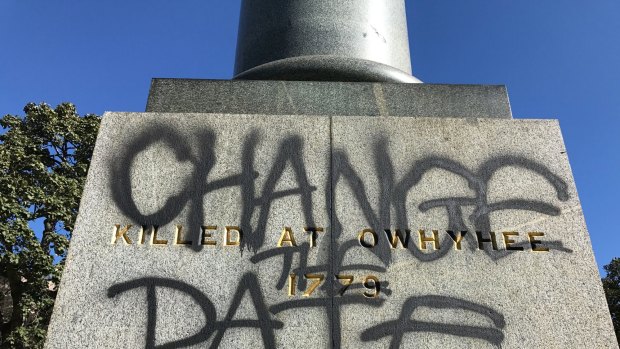 CHANGE
KILLED AT OWHYHEE
THE
1779
DATE